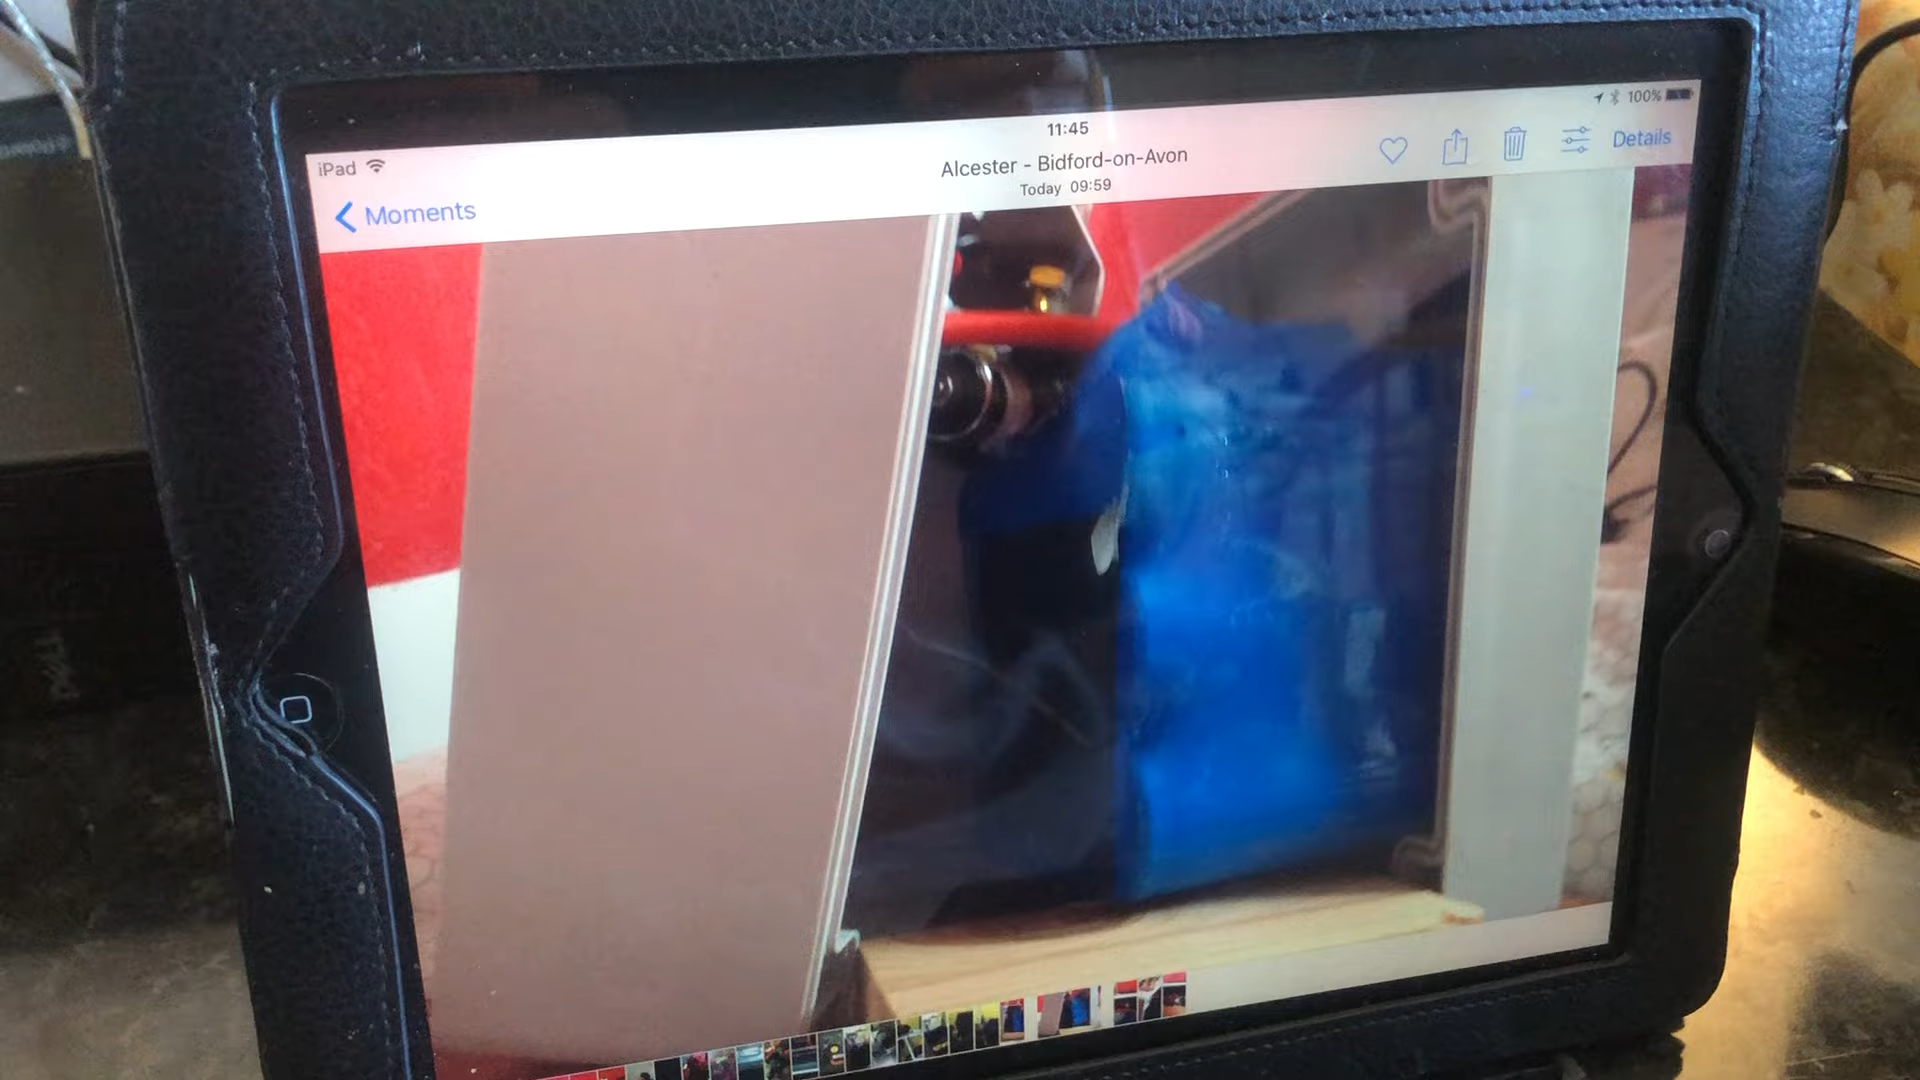 11:45
100%
iPad
Alcester - Bidford-on-Avon
Today 09:59
Details
Moments